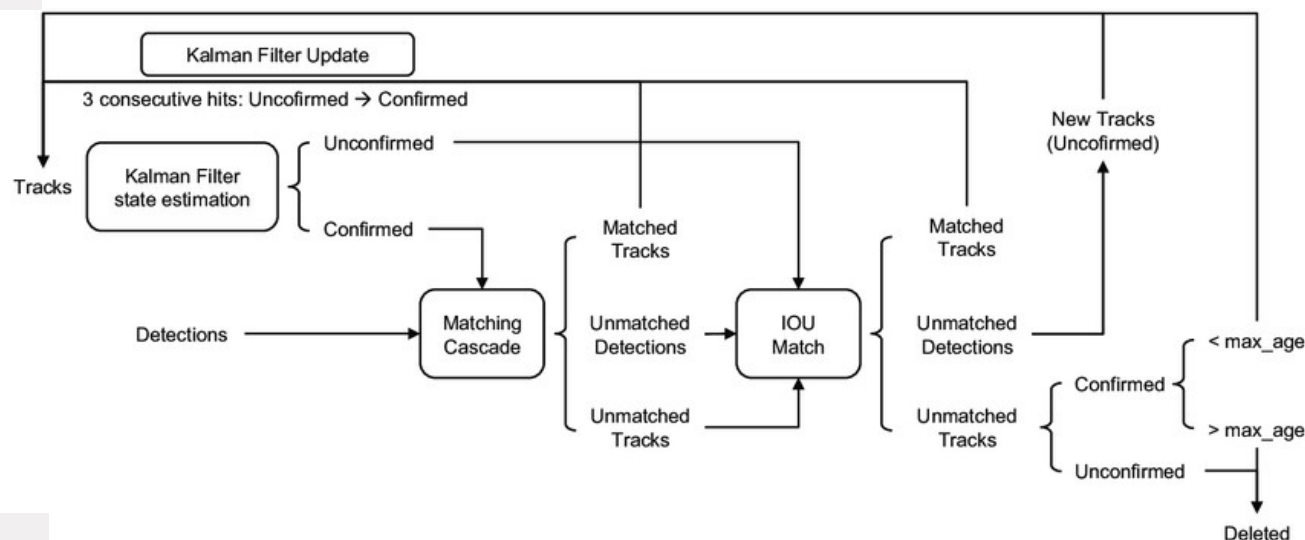 Kalman Filter Update
3 consecutive hits: Uncofirmed → Confirmed
New Tracks
(Uncofirmed)
Unconfirmed
Tracks
Kalman Filter
state estimation
Confirmed
Matched
Tracks
Matched
Tracks
Detections
Matching
Cascade
Unmatched
Detections
IOU
Match
Unmatched
Detections
< max_age
Confirmed
Unmatched
Tracks
Unmatched
Tracks
> max_age
Unconfirmed
Deleted